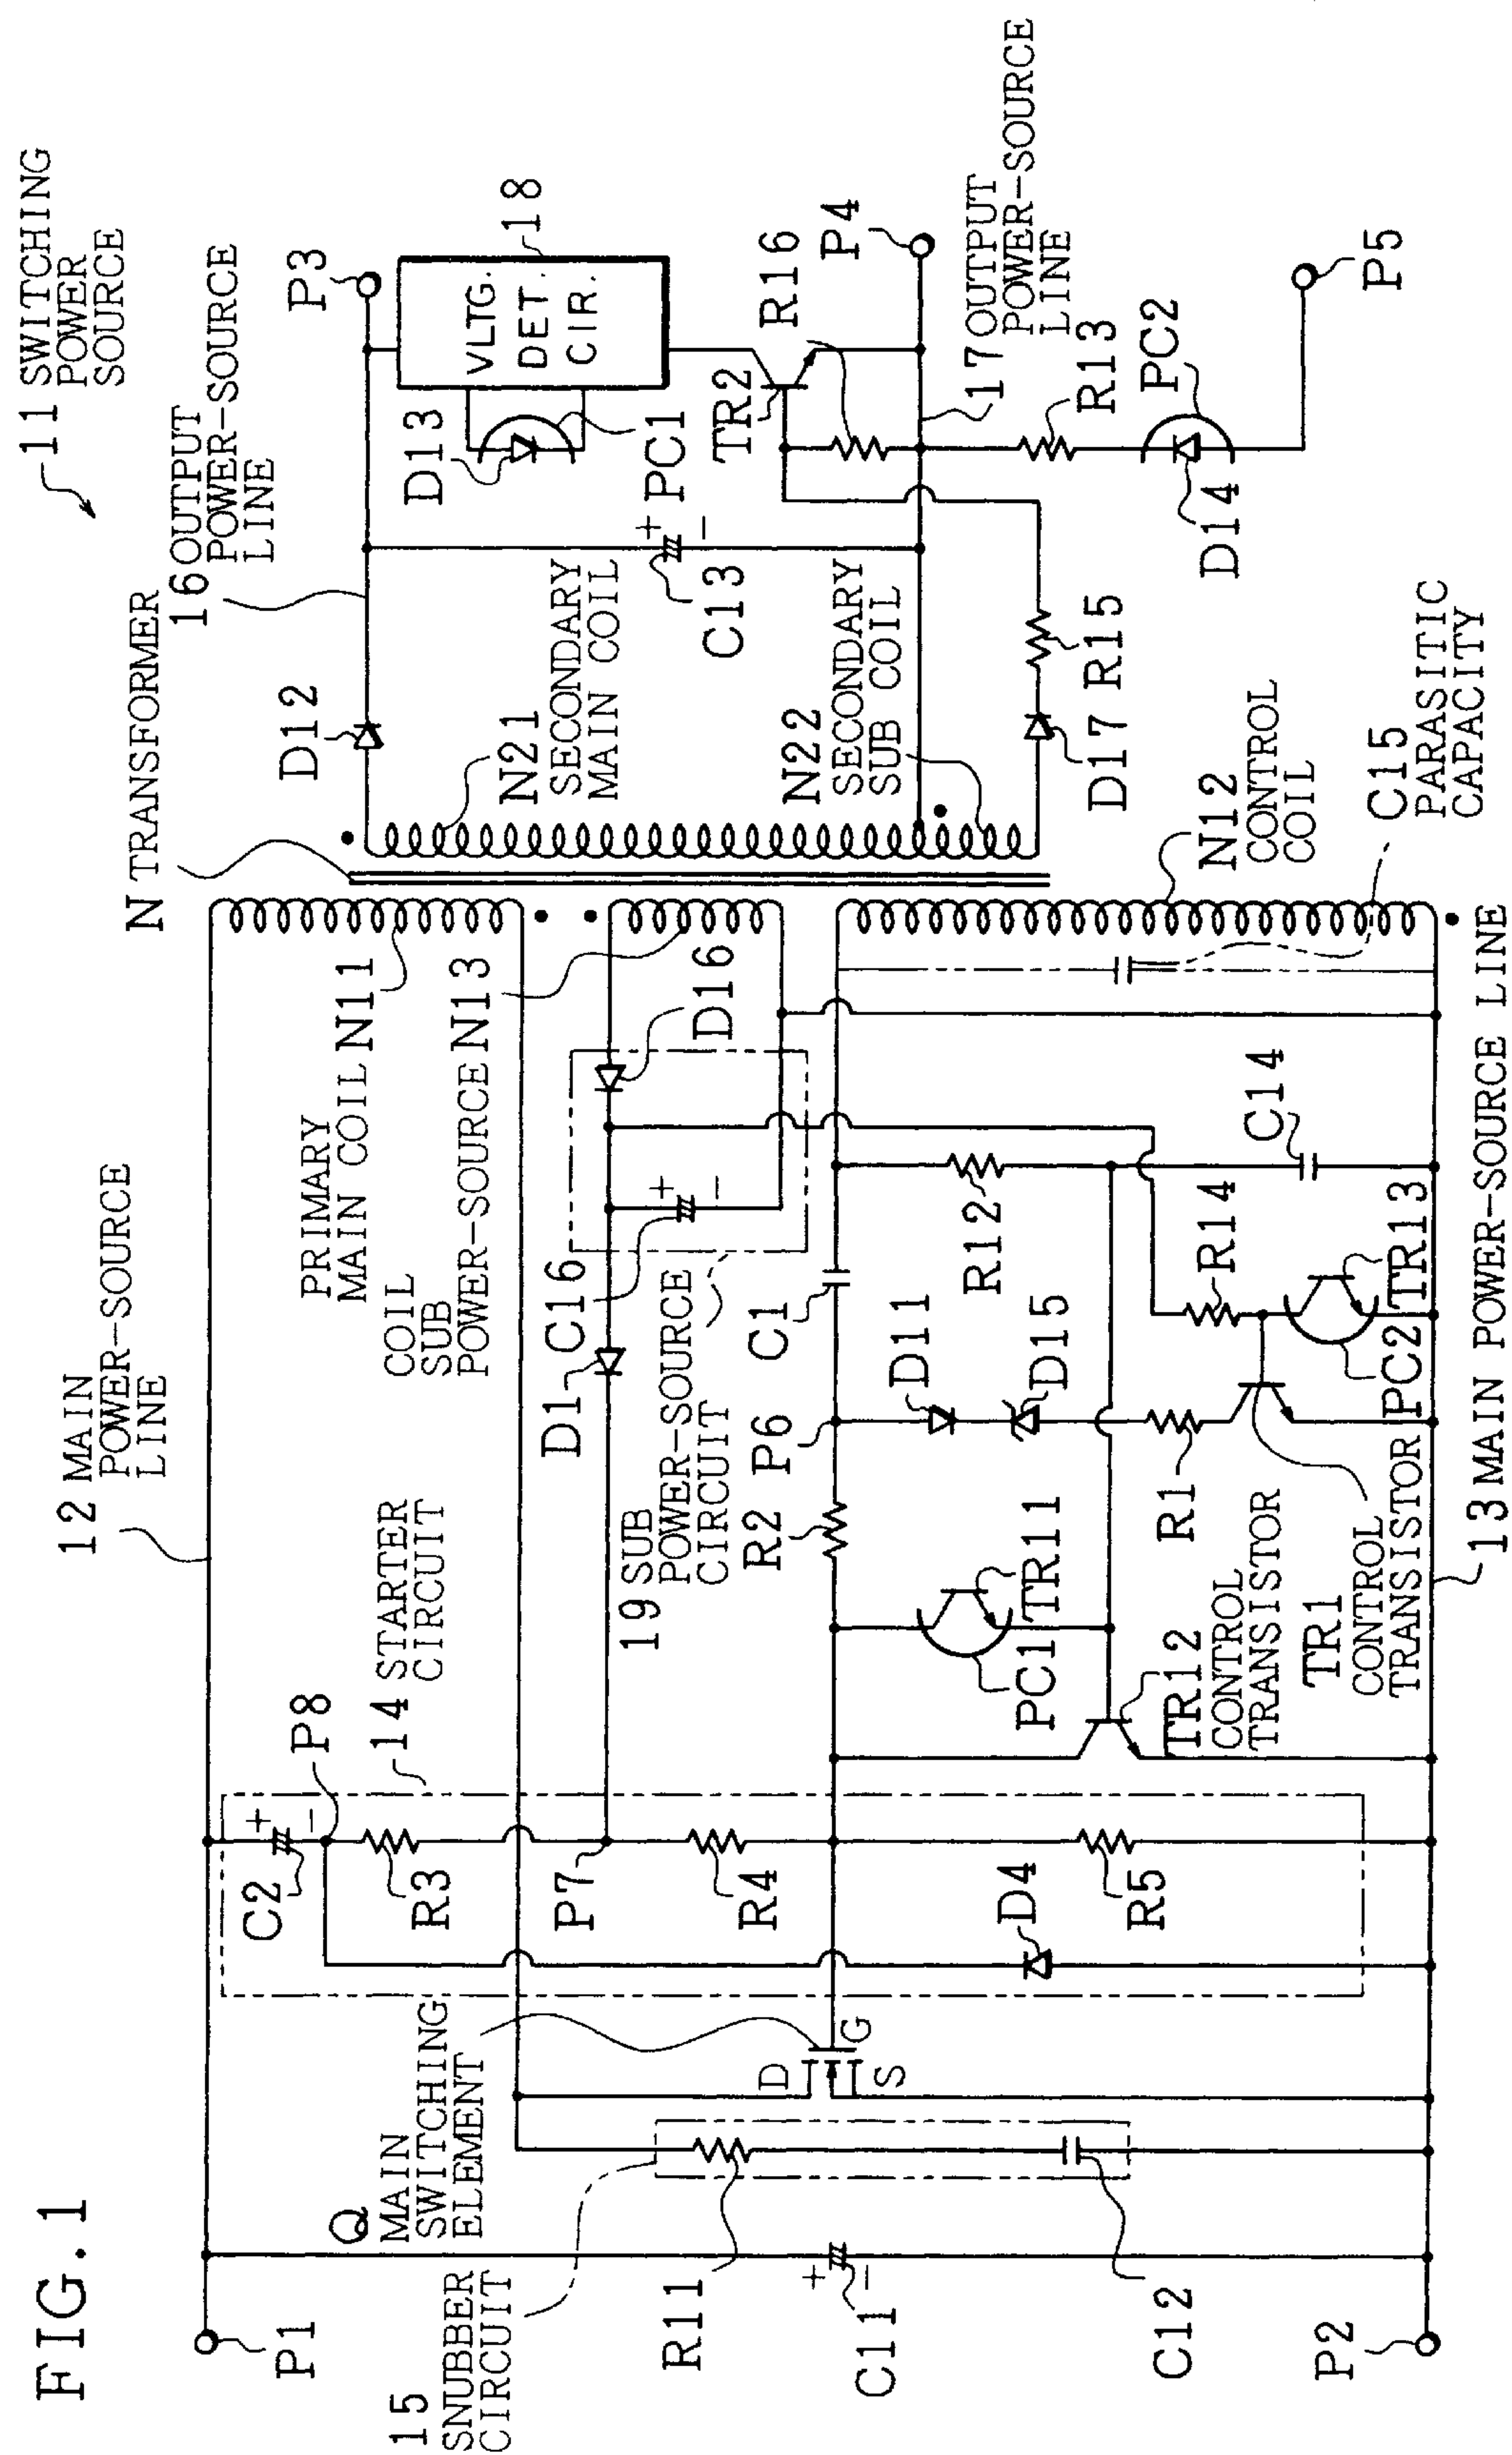 FIG.1
11 SWITCHING
POWER
SOURCE
12 MAIN
POWER-SOURCE
LINE
N TRANSFORMER
16 OUTPUT
POWER-SOURCE
LINE
P1
C2
+
−
P8
14 STARTER
CIRCUIT
R3
P7
R4
D4
R5
PRIMARY
MAIN COIL N11
COIL
SUB
POWER-SOURCE N13
D1
C16
+
−
D16
19 SUB
POWER-SOURCE
CIRCUIT
D12
N21
SECONDARY
MAIN COIL
N22
SECONDARY
SUB COIL
C13
+
−
D13
PC1
VLTG.
DET.
CIR.
18
P3
TR2
R16
P4
17 OUTPUT
POWER-SOURCE
LINE
R13
PC2
D14
P5
D17
R15
Q
MAIN
SWITCHING
ELEMENT
D
G
S
15
SNUBBER
CIRCUIT
R11
C11
+
−
C12
P2
R2
P6
C1
PC1
TR11
TR12
CONTROL
TRANSISTOR
D11
D15
R1
TR1
CONTROL
TRANSISTOR
R12
R14
C14
TR13
PC2
N12
CONTROL
COIL
C15
PARASITIC
CAPACITY
13 MAIN POWER-SOURCE LINE